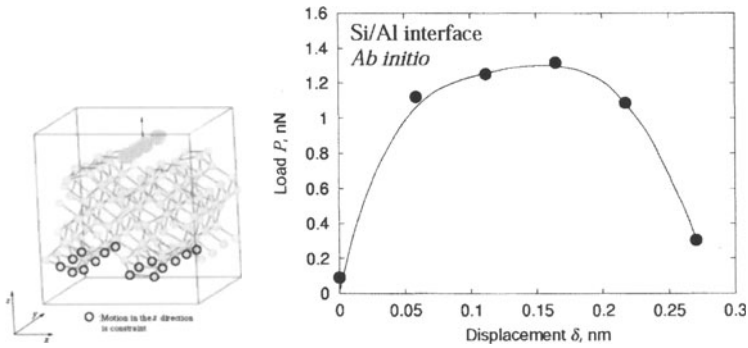 z
y
x
Motion in the z direction
is constraint
Si/Al interface
Ab initio
Load P, nN
1.6
1.4
1.2
1
0.8
0.6
0.4
0.2
0
0
0.05
0.1
0.15
0.2
0.25
0.3
Displacement δ, nm